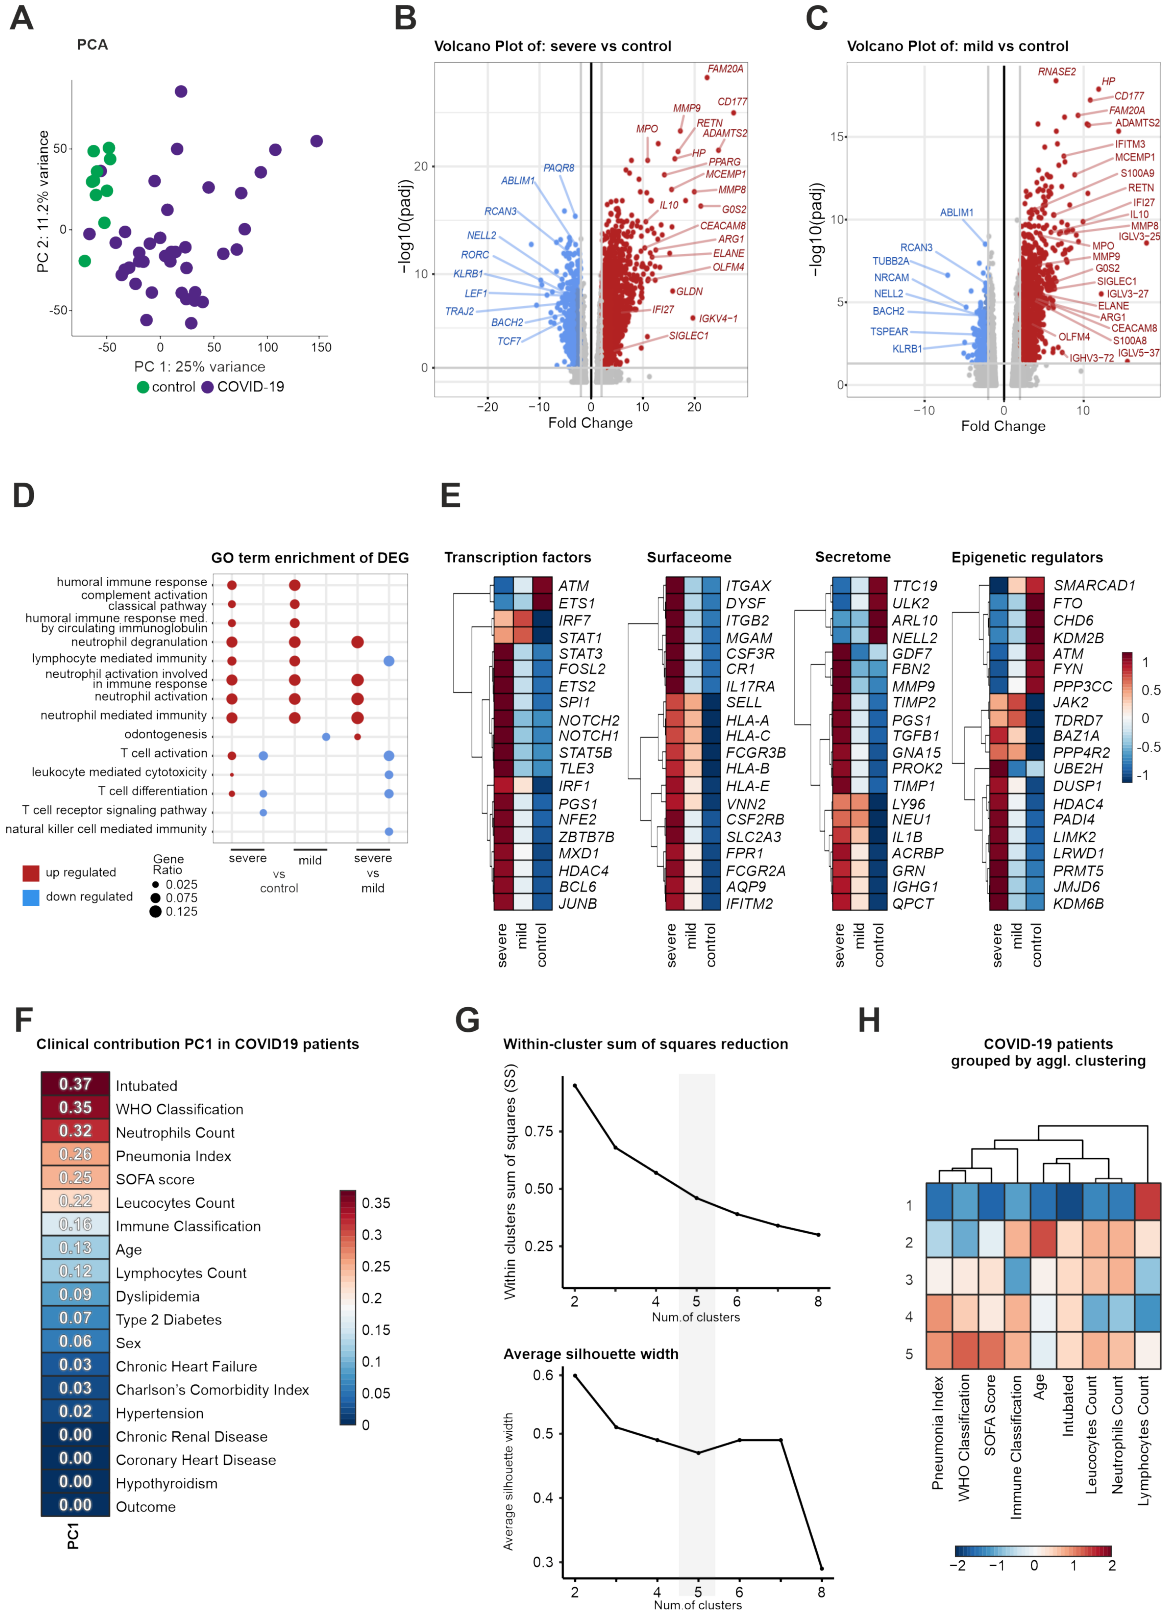 A
PCA
PC 2: 11.2% variance
50
0
-50
-50
0
50
100
150
PC 1: 25% variance
control
COVID-19
B
Volcano Plot of: severe vs control
−log10(padj)
20
10
0
−20
−10
0
10
20
Fold Change
FAM20A
CD177
MMP9
RETN
MPO
ADAMTS2
HP
PPARG
PAQR8
MCEMP1
ABLIM1
MMP8
IL10
G0S2
RCAN3
CEACAM8
NELL2
ARG1
RORC
ELANE
KLRB1
OLFM4
LEF1
GLDN
TRAJ2
IFI27
BACH2
IGKV4−1
TCF7
SIGLEC1
C
Volcano Plot of: mild vs control
−log10(padj)
15
10
5
0
−10
0
10
Fold Change
RNASE2
HP
CD177
FAM20A
ADAMTS2
IFITM3
MCEMP1
S100A9
RETN
IFI27
IL10
MMP8
IGLV3−25
ABLIM1
RCAN3
MPO
TUBB2A
MMP9
G0S2
NRCAM
SIGLEC1
NELL2
IGLV3−27
BACH2
ELANE
ARG1
TSPEAR
CEACAM8
OLFM4
S100A8
KLRB1
IGHV3−72
IGLV5−37
D
GO term enrichment of DEG
humoral immune response
complement activation
classical pathway
humoral immune response med.
by circulating immunoglobulin
neutrophil degranulation
lymphocyte mediated immunity
neutrophil activation involved
in immune response
neutrophil activation
neutrophil mediated immunity
odontogenesis
T cell activation
leukocyte mediated cytotoxicity
T cell differentiation
T cell receptor signaling pathway
natural killer cell mediated immunity
severe
mild
severe
vs
control
vs
mild
up regulated
down regulated
Gene
Ratio
0.025
0.075
0.125
E
Transcription factors
ATM
ETS1
IRF7
STAT1
STAT3
FOSL2
ETS2
SPI1
NOTCH2
NOTCH1
STAT5B
TLE3
IRF1
PGS1
NFE2
ZBTB7B
MXD1
HDAC4
BCL6
JUNB
severe
mild
control
Surfaceome
ITGAX
DYSF
ITGB2
MGAM
CSF3R
CR1
IL17RA
SELL
HLA-A
HLA-C
FCGR3B
HLA-B
HLA-E
VNN2
CSF2RB
SLC2A3
FPR1
FCGR2A
AQP9
IFITM2
severe
mild
control
Secretome
TTC19
ULK2
ARL10
NELL2
GDF7
FBN2
MMP9
TIMP2
PGS1
TGFB1
GNA15
PROK2
TIMP1
LY96
NEU1
IL1B
ACRBP
GRN
IGHG1
QPCT
severe
mild
control
Epigenetic regulators
SMARCAD1
FTO
CHD6
KDM2B
ATM
FYN
PPP3CC
JAK2
TDRD7
BAZ1A
PPP4R2
UBE2H
DUSP1
HDAC4
PADI4
LIMK2
LRWD1
PRMT5
JMJD6
KDM6B
severe
mild
control
1
0.5
0
-0.5
-1
F
Clinical contribution PC1 in COVID19 patients
0.37 Intubated
0.35 WHO Classification
0.32 Neutrophils Count
0.26 Pneumonia Index
0.25 SOFA score
0.22 Leucocytes Count
0.16 Immune Classification
0.13 Age
0.12 Lymphocytes Count
0.09 Dyslipidemia
0.07 Type 2 Diabetes
0.06 Sex
0.03 Chronic Heart Failure
0.03 Charlson's Comorbidity Index
0.02 Hypertension
0.00 Chronic Renal Disease
0.00 Coronary Heart Disease
0.00 Hypothyroidism
0.00 Outcome
PC1
0.35
0.3
0.25
0.2
0.15
0.1
0.05
0
G
Within-cluster sum of squares reduction
Within clusters sum of squares (SS)
0.75
0.50
0.25
2
3
4
5
6
7
8
Num.of clusters
Average silhouette width
Average silhouette width
0.6
0.5
0.4
0.3
2
3
4
5
6
7
8
Num.of clusters
H
COVID-19 patients
grouped by aggl. clustering
1
2
3
4
5
Pneumonia Index
WHO Classification
SOFA Score
Immune Classification
Age
Intubated
Leucocytes Count
Neutrophils Count
Lymphocytes Count
−2
−1
0
1
2